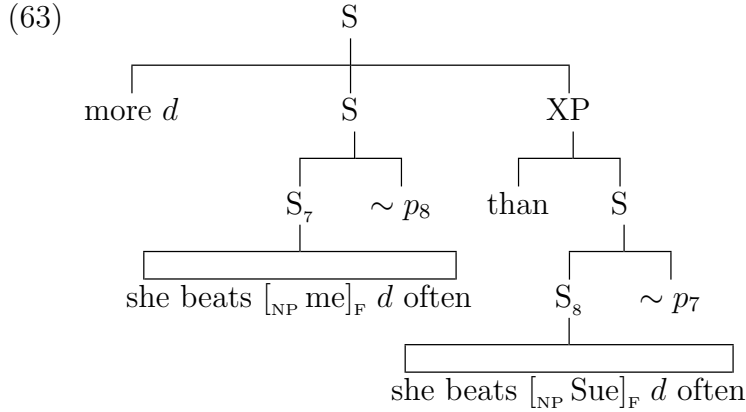 (63) S
more d S XP
S₇ ∼ p₈ than S
she beats [NP me]F d often S₈ ∼ p₇
she beats [NP Sue]F d often